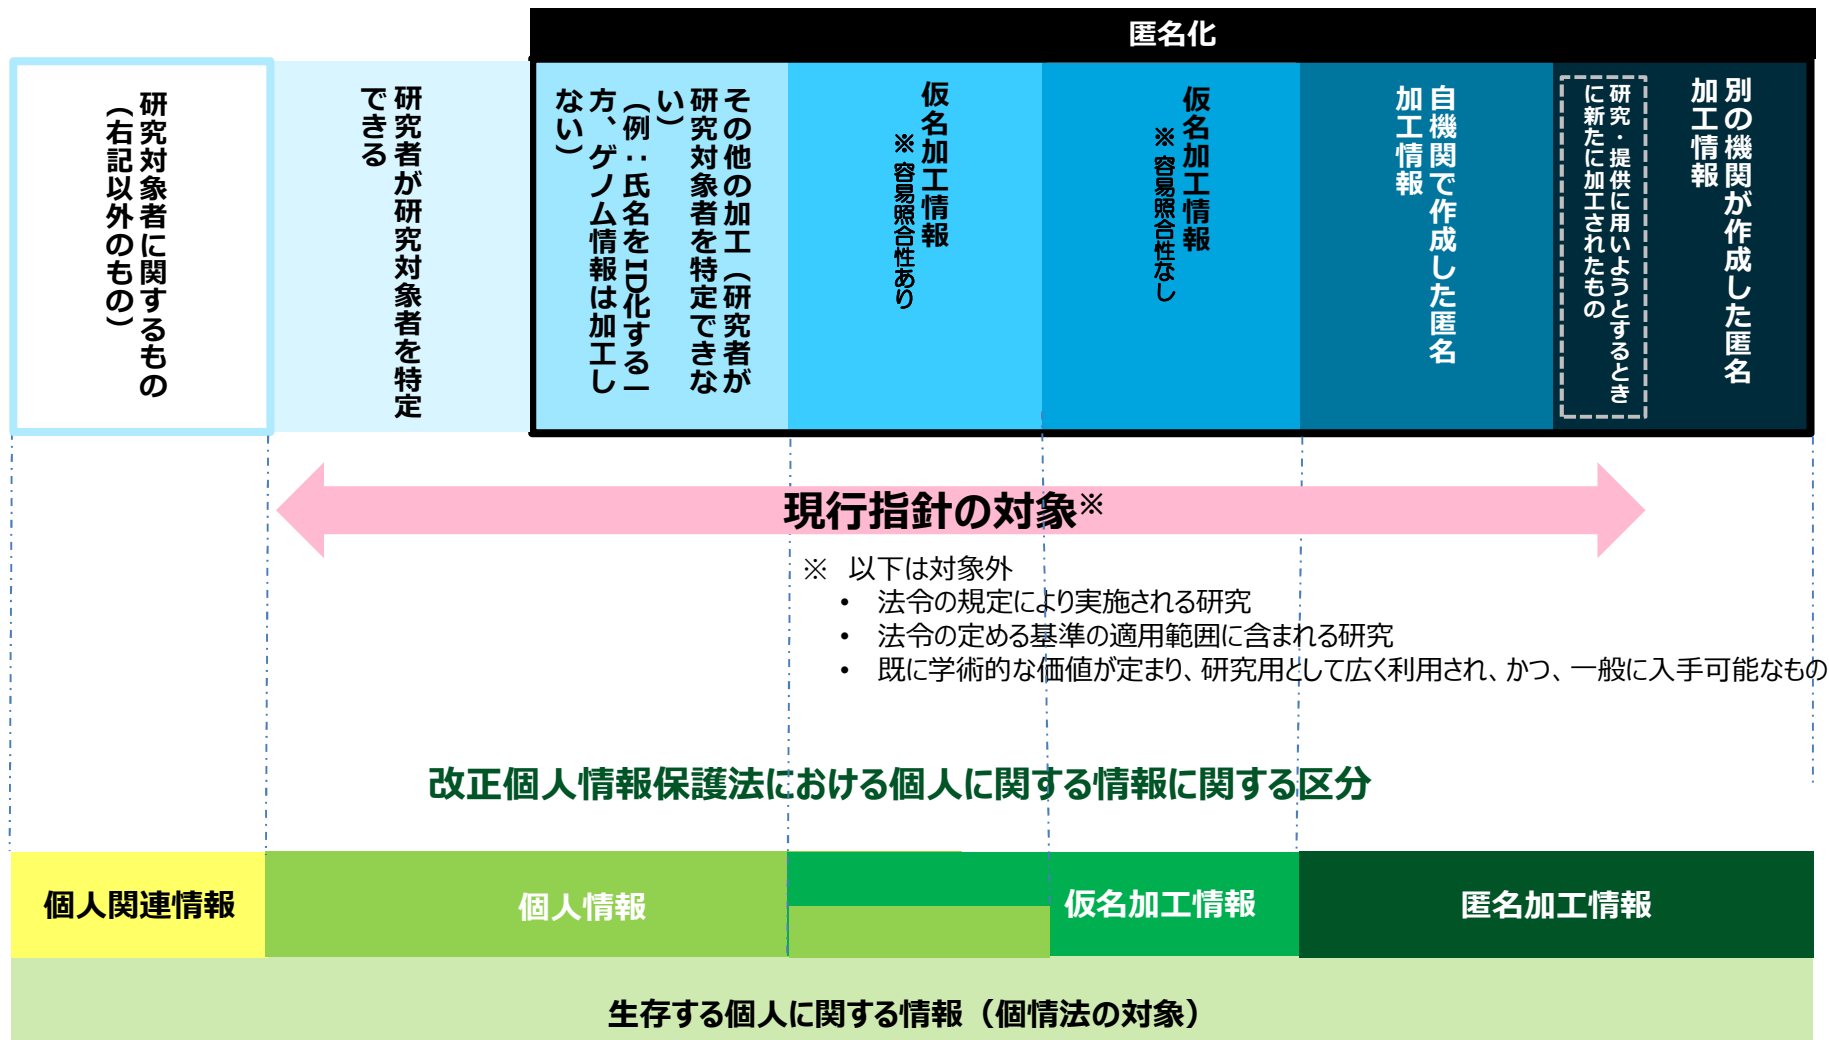 匿名化
研究対象者に関するもの
（右記以外のもの）
研究者が研究対象者を特定
できる
その他の加工（研究者が
研究対象者を特定できな
い）
（例：氏名をID化する一
方、ゲノム情報は加工し
ない）
仮名加工情報
※容易照合性あり
仮名加工情報
※容易照合性なし
自機関で作成した匿名
加工情報
別の機関が作成した匿名
加工情報
研究・提供に用いようとするとき
に新たに加工されたもの
現行指針の対象※
※ 以下は対象外
• 法令の規定により実施される研究
• 法令の定める基準の適用範囲に含まれる研究
• 既に学術的な価値が定まり、研究用として広く利用され、かつ、一般に入手可能なもの
改正個人情報保護法における個人に関する情報に関する区分
個人関連情報
個人情報
仮名加工情報
匿名加工情報
生存する個人に関する情報（個情法の対象）